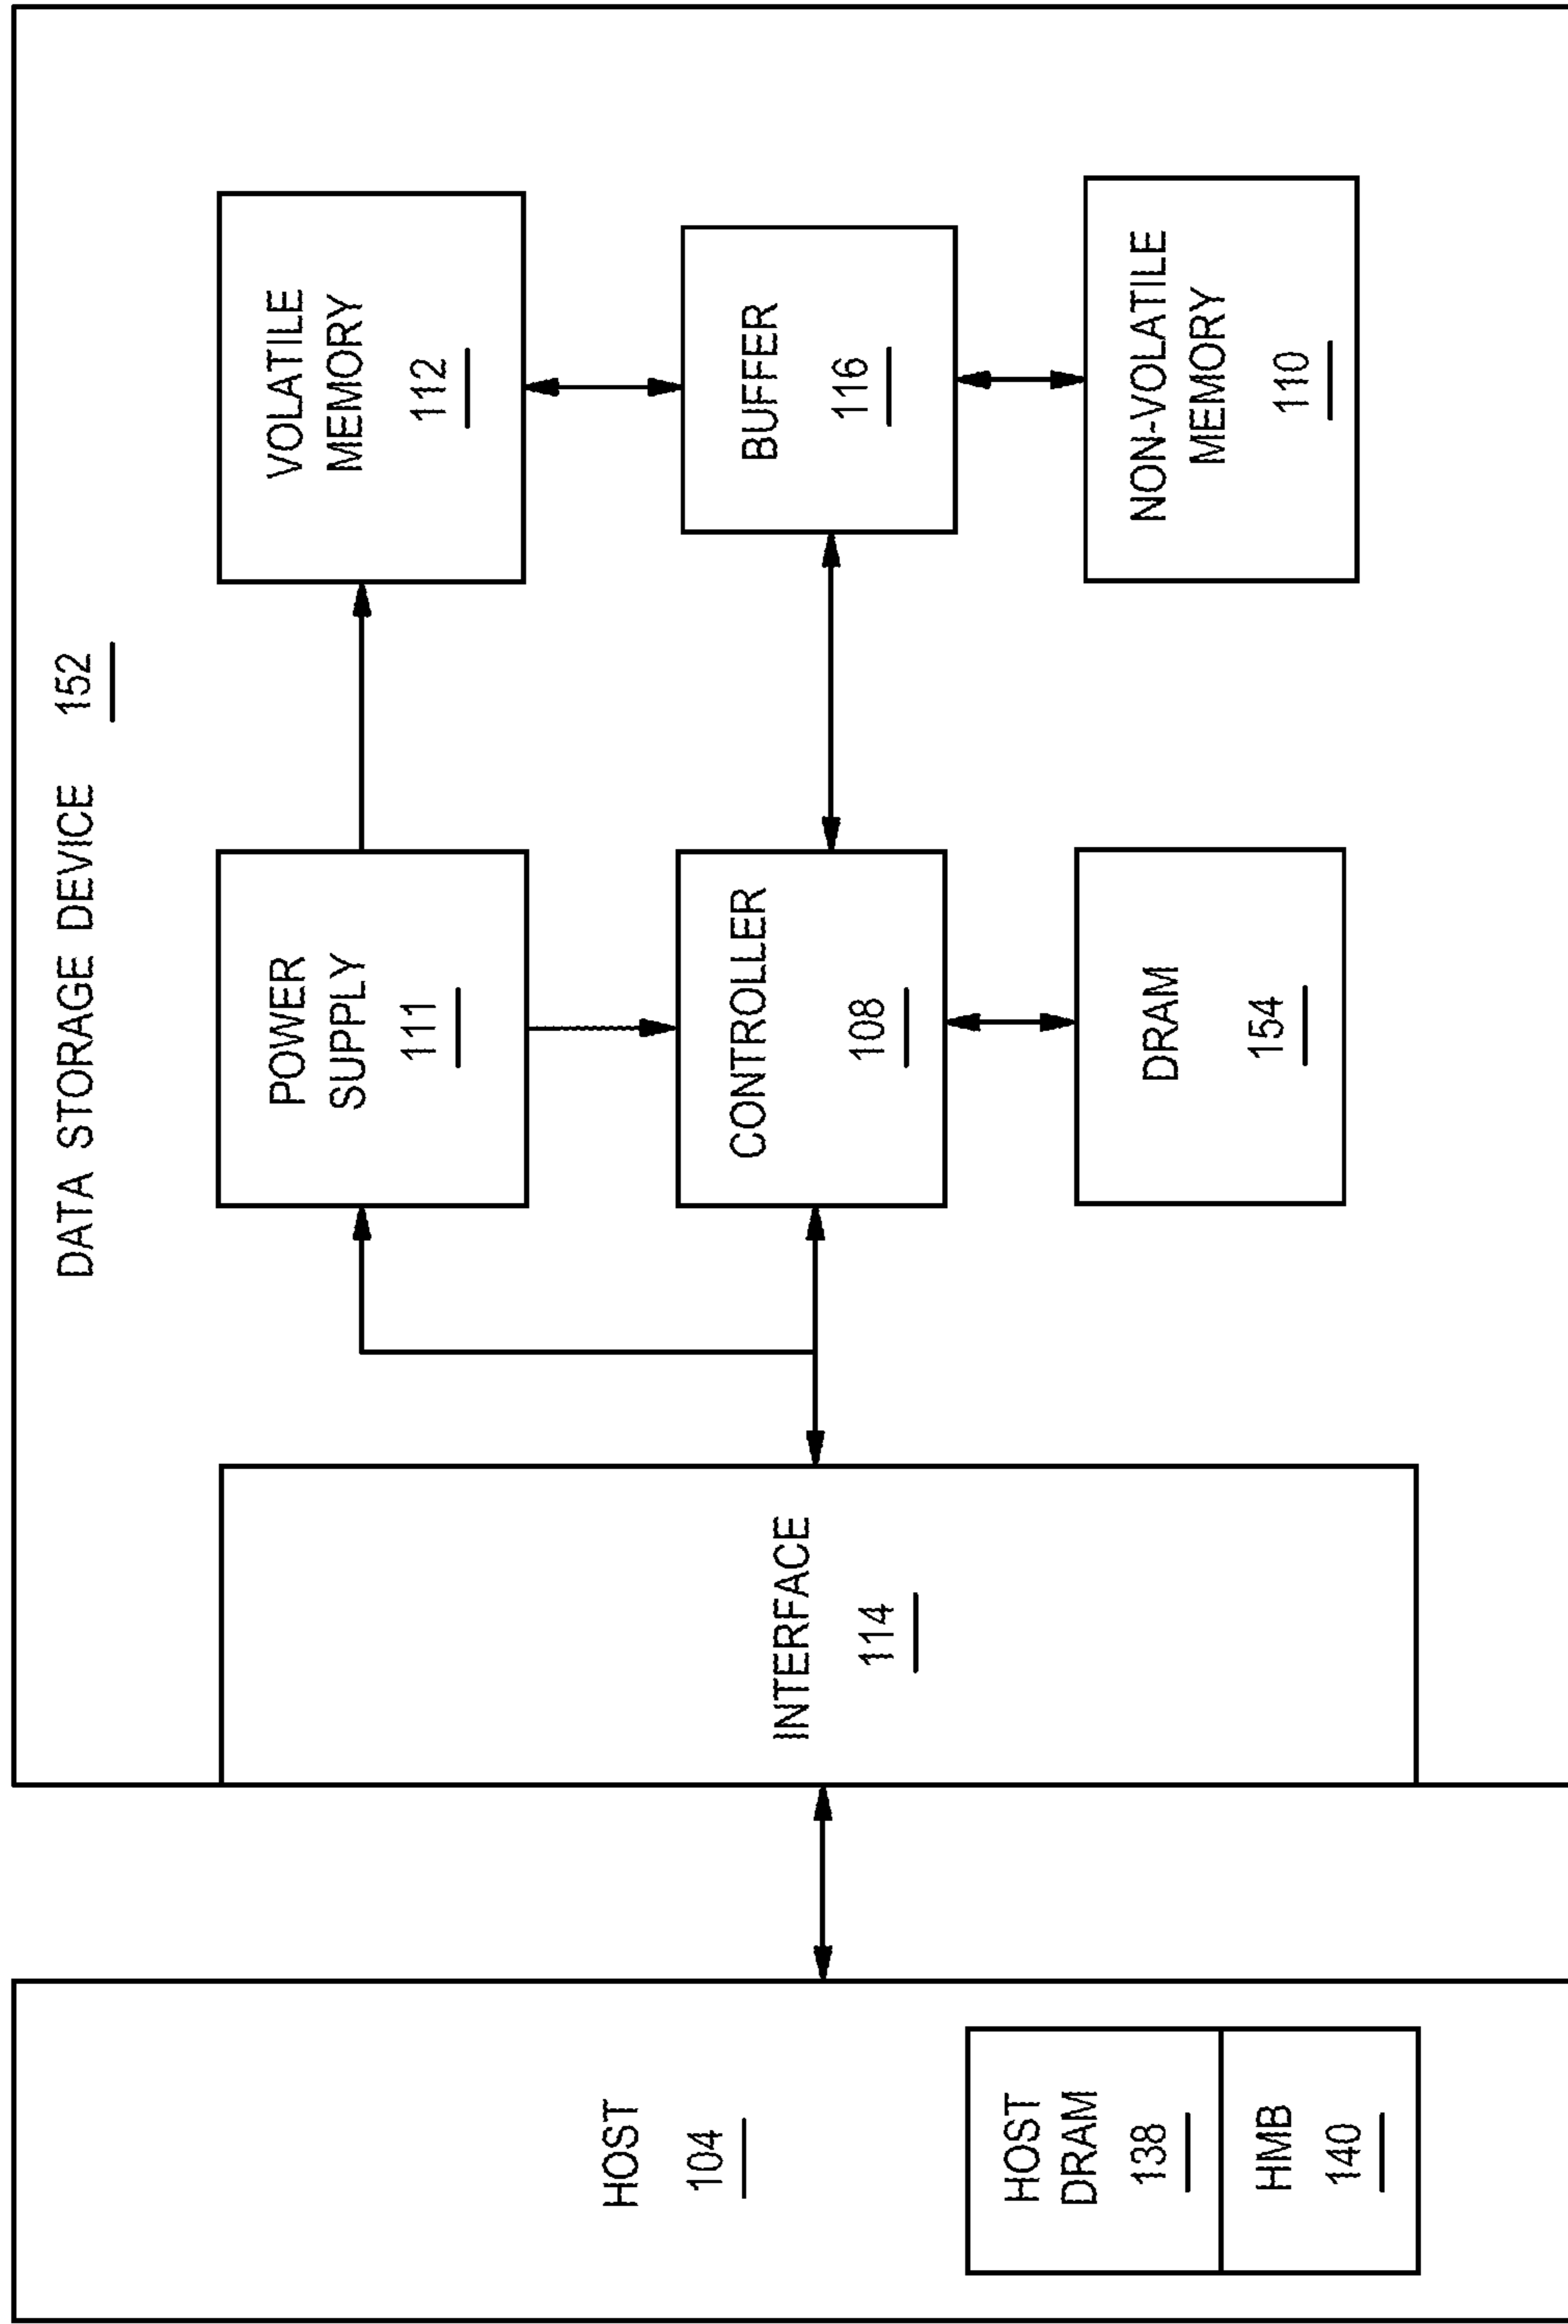 DATA STORAGE DEVICE 152
HOST
104
HOST
DRAM
138
HMB
140
INTERFACE
114
POWER
SUPPLY
111
CONTROLLER
108
DRAM
154
VOLATILE
MEMORY
112
BUFFER
116
NON-VOLATILE
MEMORY
110